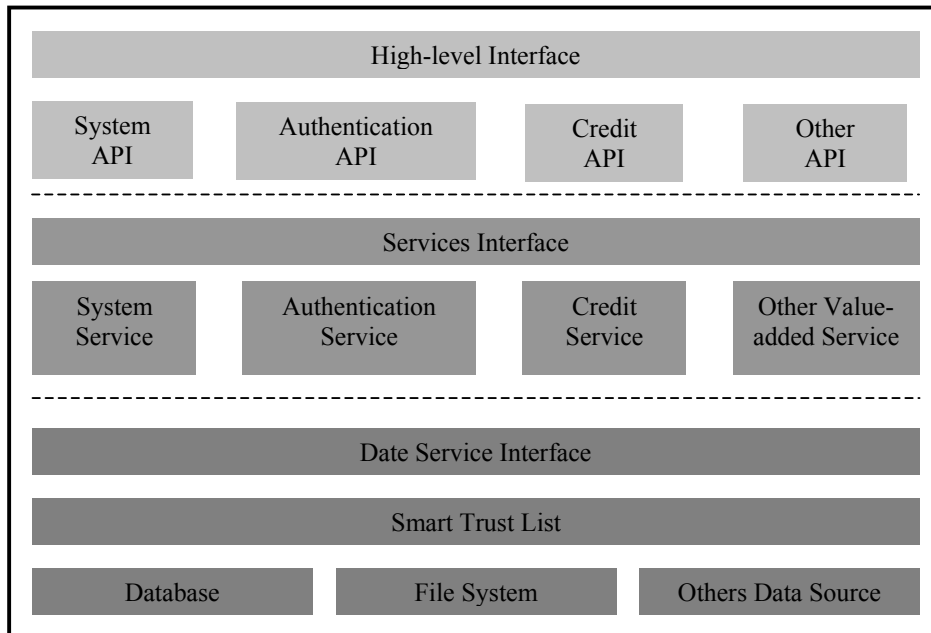 High-level Interface
System
API
Authentication
API
Credit
API
Other
API
Services Interface
System
Service
Authentication
Service
Credit
Service
Other Value-
added Service
Date Service Interface
Smart Trust List
Database
File System
Others Data Source